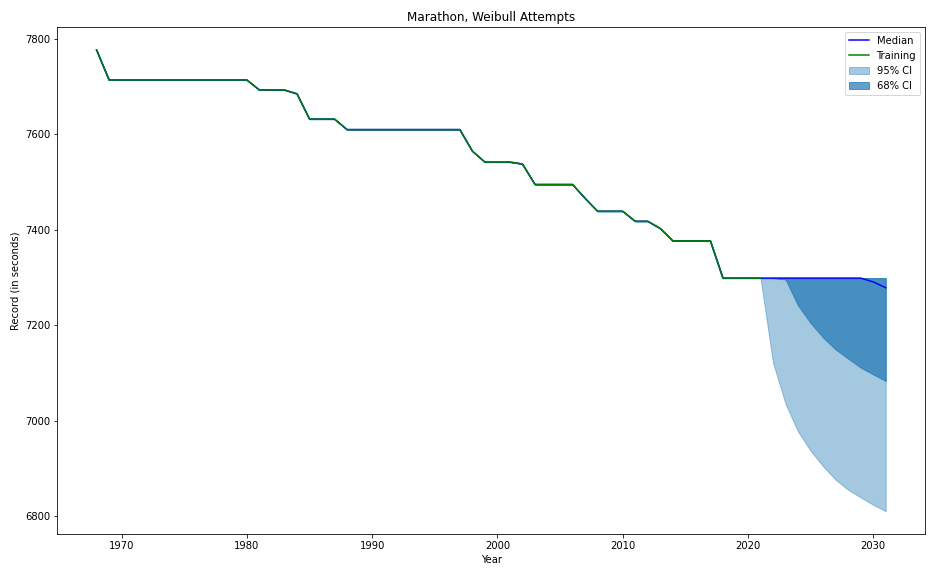 Marathon, Weibull Attempts
Median
Training
95% CI
68% CI
7800
7600
7400
7200
7000
6800
Record (in seconds)
1970
1980
1990
2000
2010
2020
2030
Year